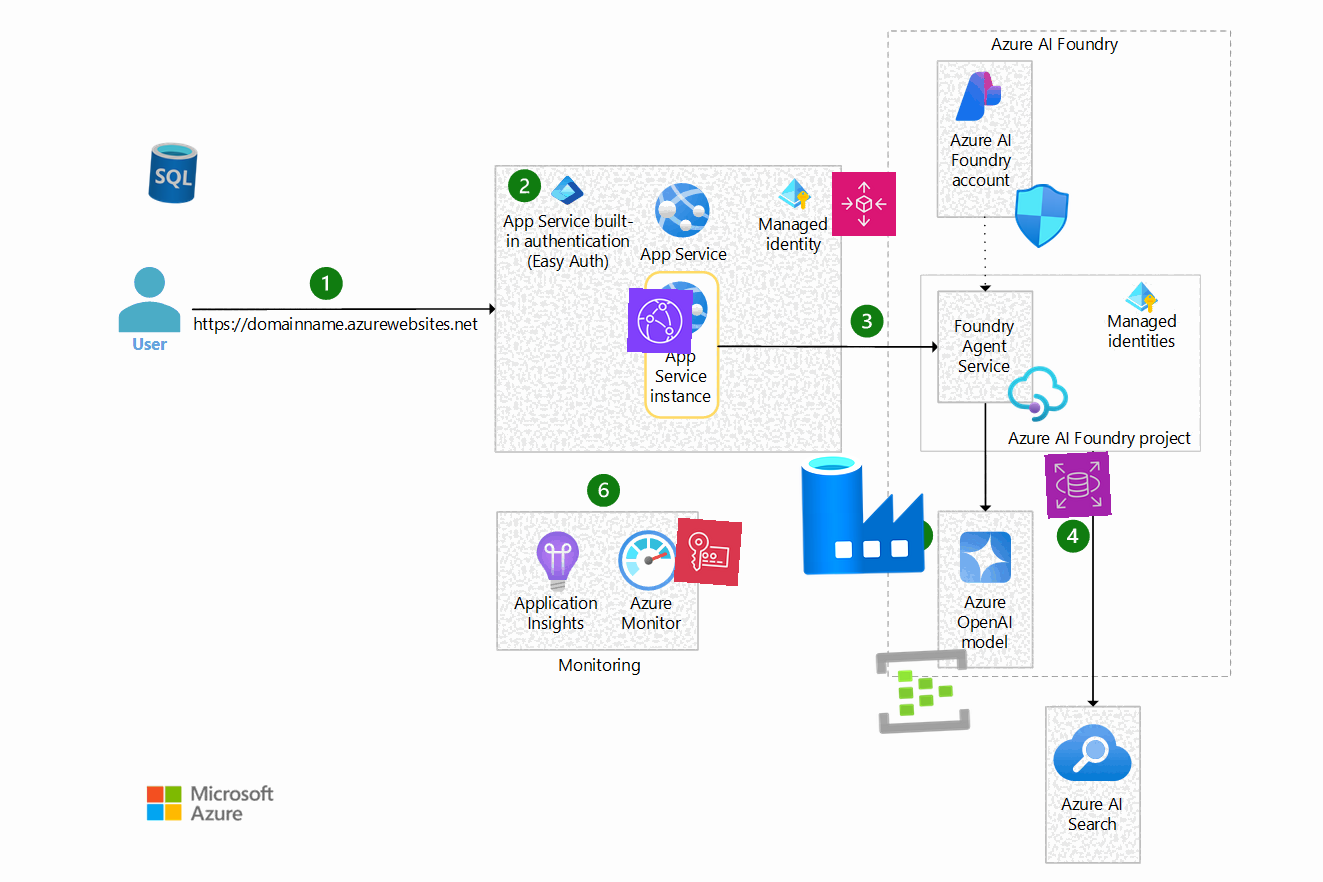 Azure AI Foundry
Azure AI
Foundry
account
SQL
2
App Service built-
in authentication
(Easy Auth)
App Service
Managed
identity
1
https://domainname.azurewebsites.net
User
App
Service
instance
3
Foundry
Agent
Service
Managed
identities
Azure AI Foundry project
6
Application
Insights
Azure
Monitor
Monitoring
4
Azure
OpenAI
model
Azure AI
Search
Microsoft
Azure